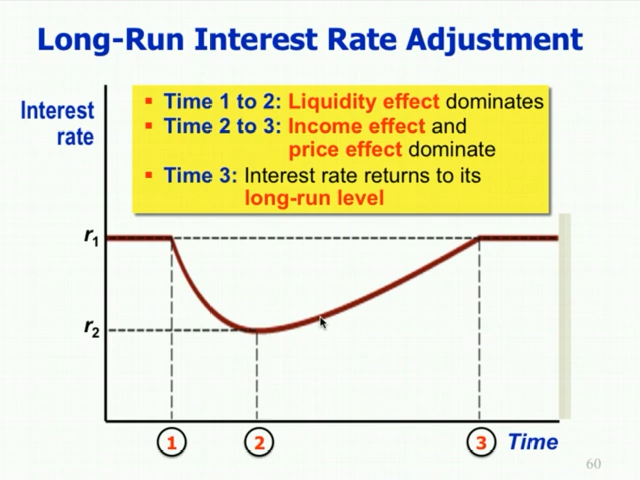 Long-Run Interest Rate Adjustment
Interest
rate
▪ Time 1 to 2: Liquidity effect dominates
▪ Time 2 to 3: Income effect and
price effect dominate
▪ Time 3: Interest rate returns to its
long-run level
r₁
r₂
1
2
3
Time
60